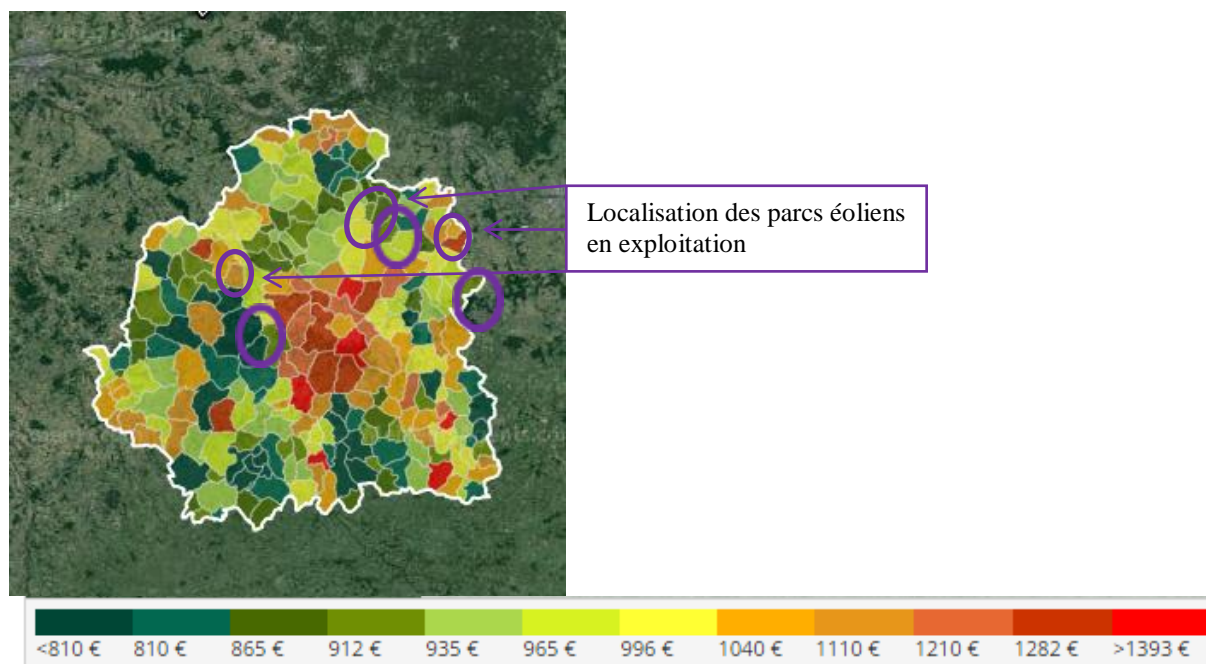 Localisation des parcs éoliens
en exploitation
<810 € 810 € 865 € 912 € 935 € 965 € 996 € 1040 € 1110 € 1210 € 1282 € >1393 €